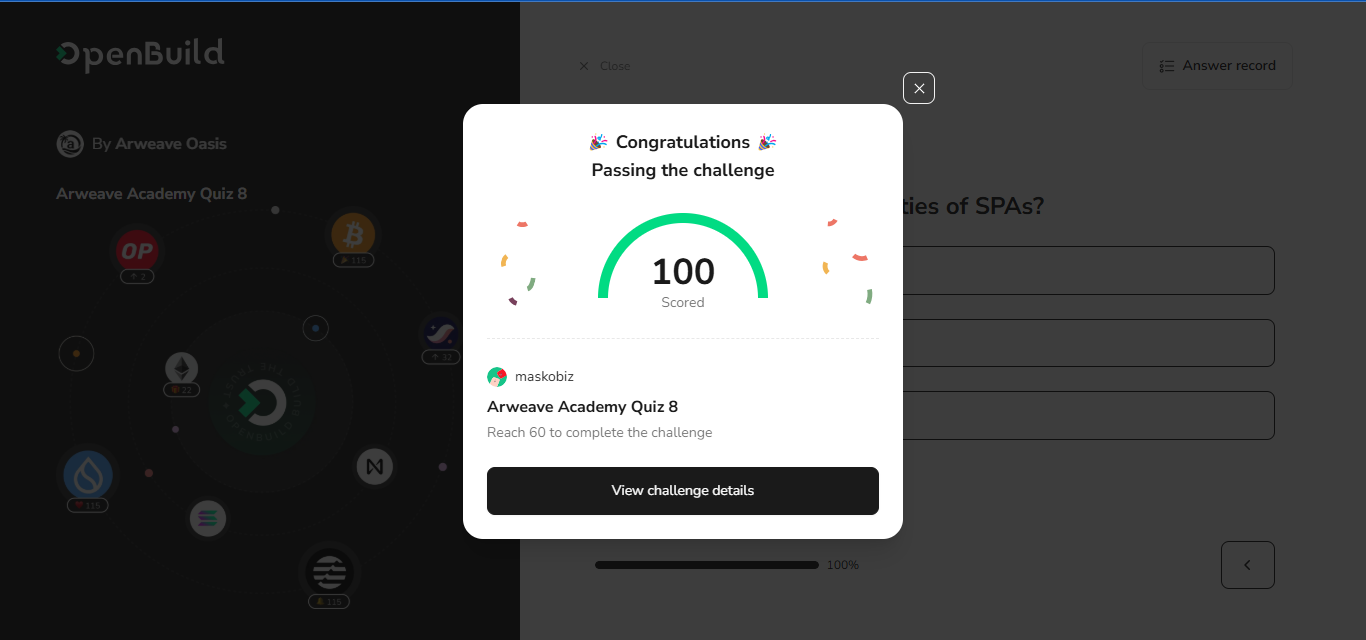 OpenBuild
By Arweave Oasis
Arweave Academy Quiz 8
OP
2
115
32
22
115
115
Close
Answer record
ties of SPAs?
100%
Congratulations
Passing the challenge
100
Scored
maskobiz
Arweave Academy Quiz 8
Reach 60 to complete the challenge
View challenge details